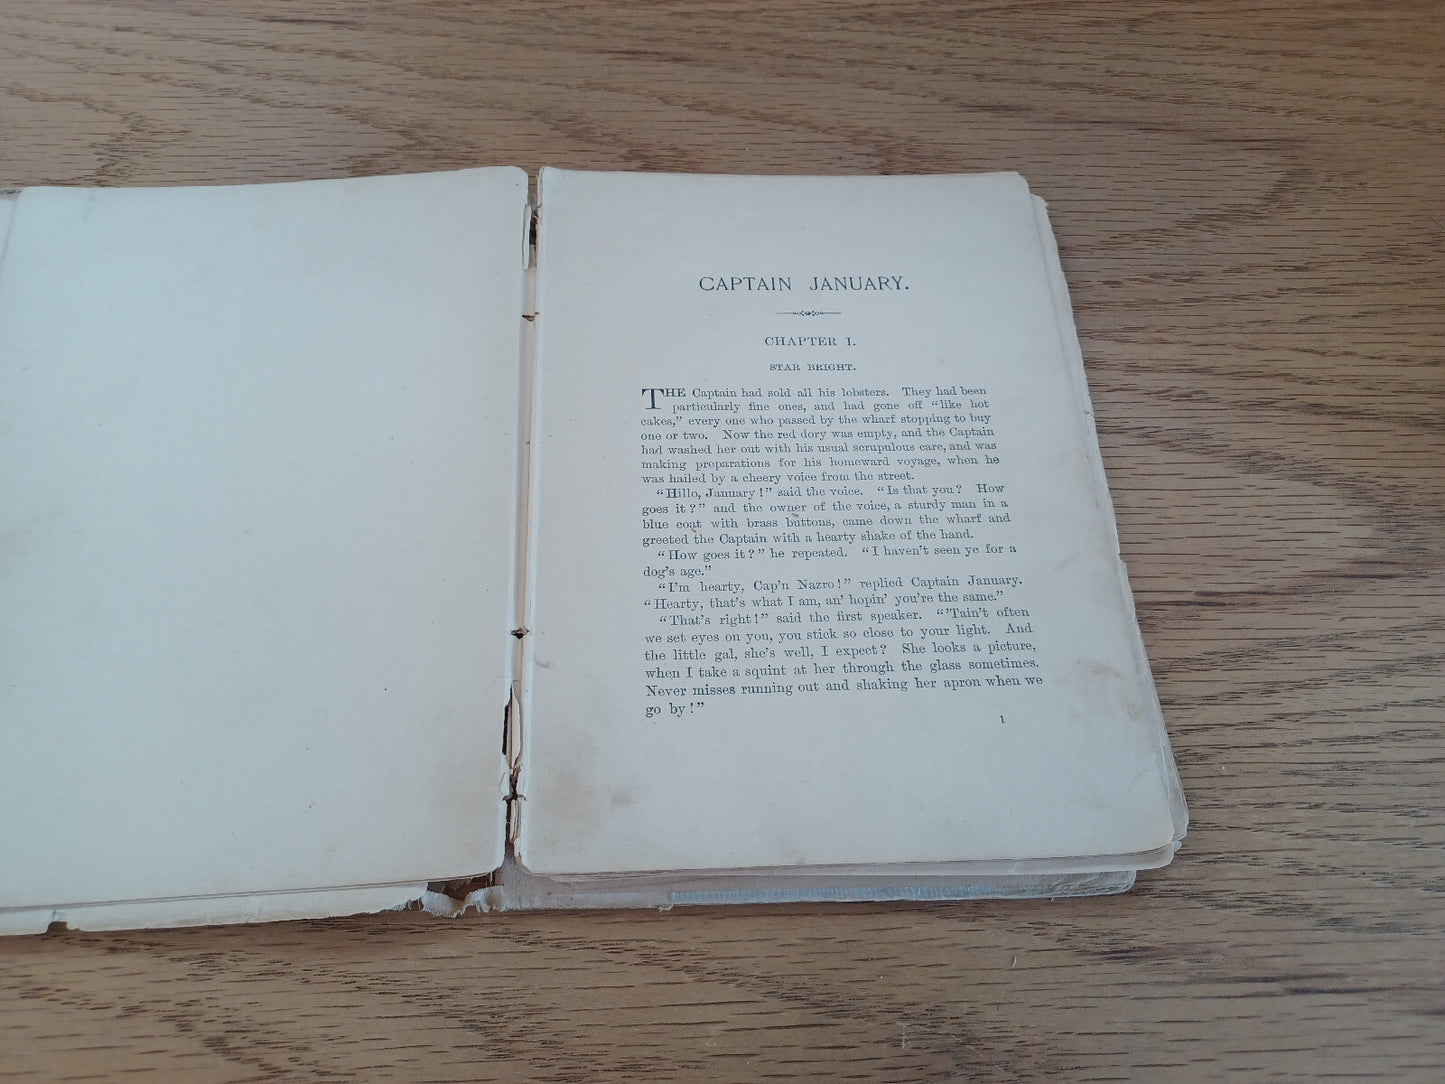 CAPTAIN JANUARY.
CHAPTER I.
STAR BRIGHT.
THE Captain had sold all his lobsters. They had been
particularly fine ones, and had gone off “like hot
cakes,” every one who passed by the wharf stopping to buy
one or two. Now the red dory was empty, and the Captain
had washed her out with his usual scrupulous care, and was
making preparations for his homeward voyage, when he
was hailed by a cheery voice from the street.
“Hillo, January!” said the voice. “Is that you? How
goes it?” and the owner of the voice, a sturdy man in a
blue coat with brass buttons, came down the wharf and
greeted the Captain with a hearty shake of the hand.
“How goes it?” he repeated. “I haven't seen ye for a
dog's age.”
“I'm hearty, Cap'n Nazro!” replied Captain January.
“Hearty, that's what I am, an' hopin' you're the same.”
“That's right!” said the first speaker. “'Tain't often
we set eyes on you, you stick so close to your light. And
the little gal, she's well, I expect? She looks a picture,
when I take a squint at her through the glass sometimes.
Never misses running out and shaking her apron when we
go by!”
1